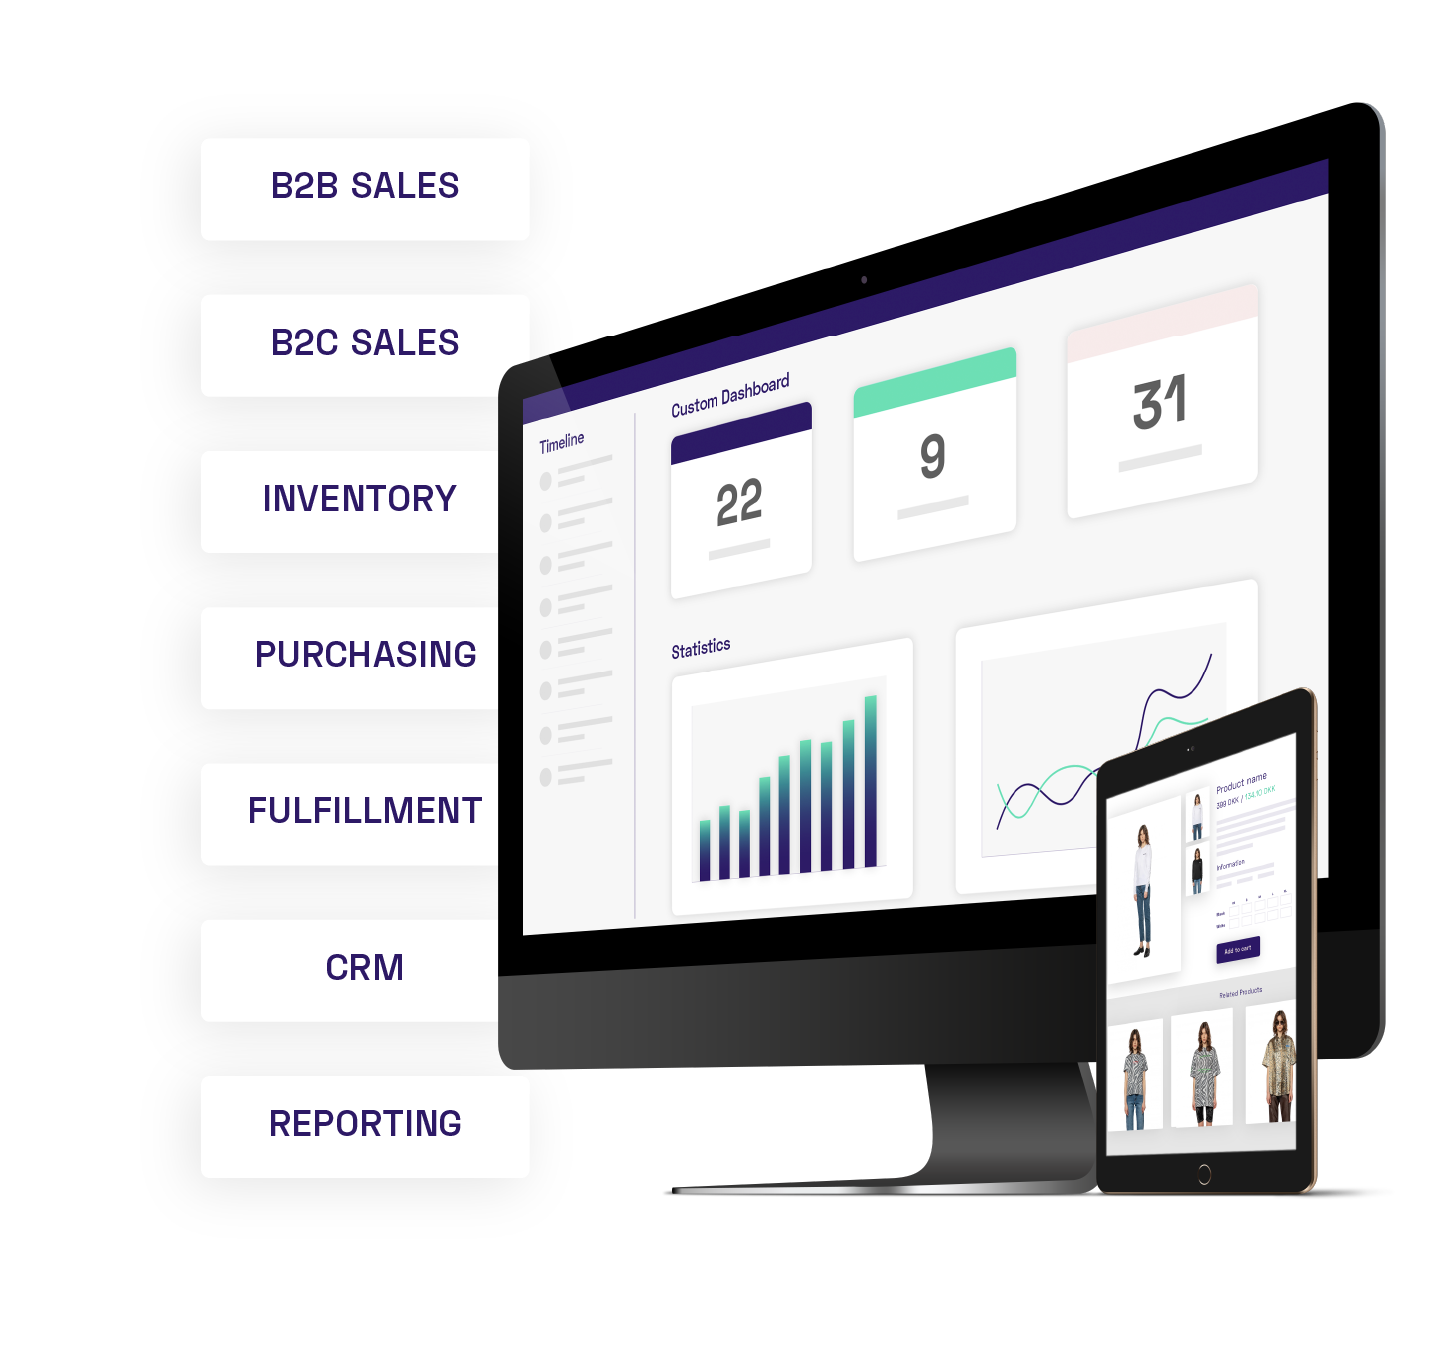 B2B SALES
B2C SALES
INVENTORY
PURCHASING
FULFILLMENT
CRM
REPORTING
Timeline
Custom Dashboard
22
9
31
Statistics
Product name
399 DKK / 134.10 DKK
Information
Black
White
Add to cart
Related Products